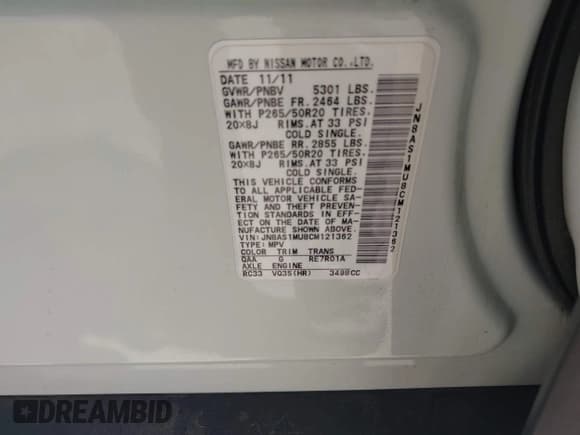 MFD BY NISSAN MOTOR CO.,LTD.
DATE 11/11
GVWR/PNBV 5301 LBS.
GAWR/PNBE FR. 2464 LBS.
WITH P265/50R20 TIRES.
20×8J RIMS.AT 33 PSI
COLD SINGLE.
GAWR/PNBE RR. 2855 LBS.
WITH P265/50R20 TIRES.
20×8J RIMS.AT 33 PSI
COLD SINGLE.
THIS VEHICLE CONFORMS
TO ALL APPLICABLE FED-
ERAL MOTOR VEHICLE SA-
FETY AND THEFT PREVEN-
TION STANDARDS IN EFF-
ECT ON THE DATE OF MA-
NUFACTURE SHOWN ABOVE.
VIN: JN8AS1MU8CM121362
TYPE: MPV
COLOR TRIM TRANS
QAA G RE7R01A
AXLE ENGINE
RC33 VQ35(HR) 3498CC
JN8AS1MU8CM121362
DREAMBID